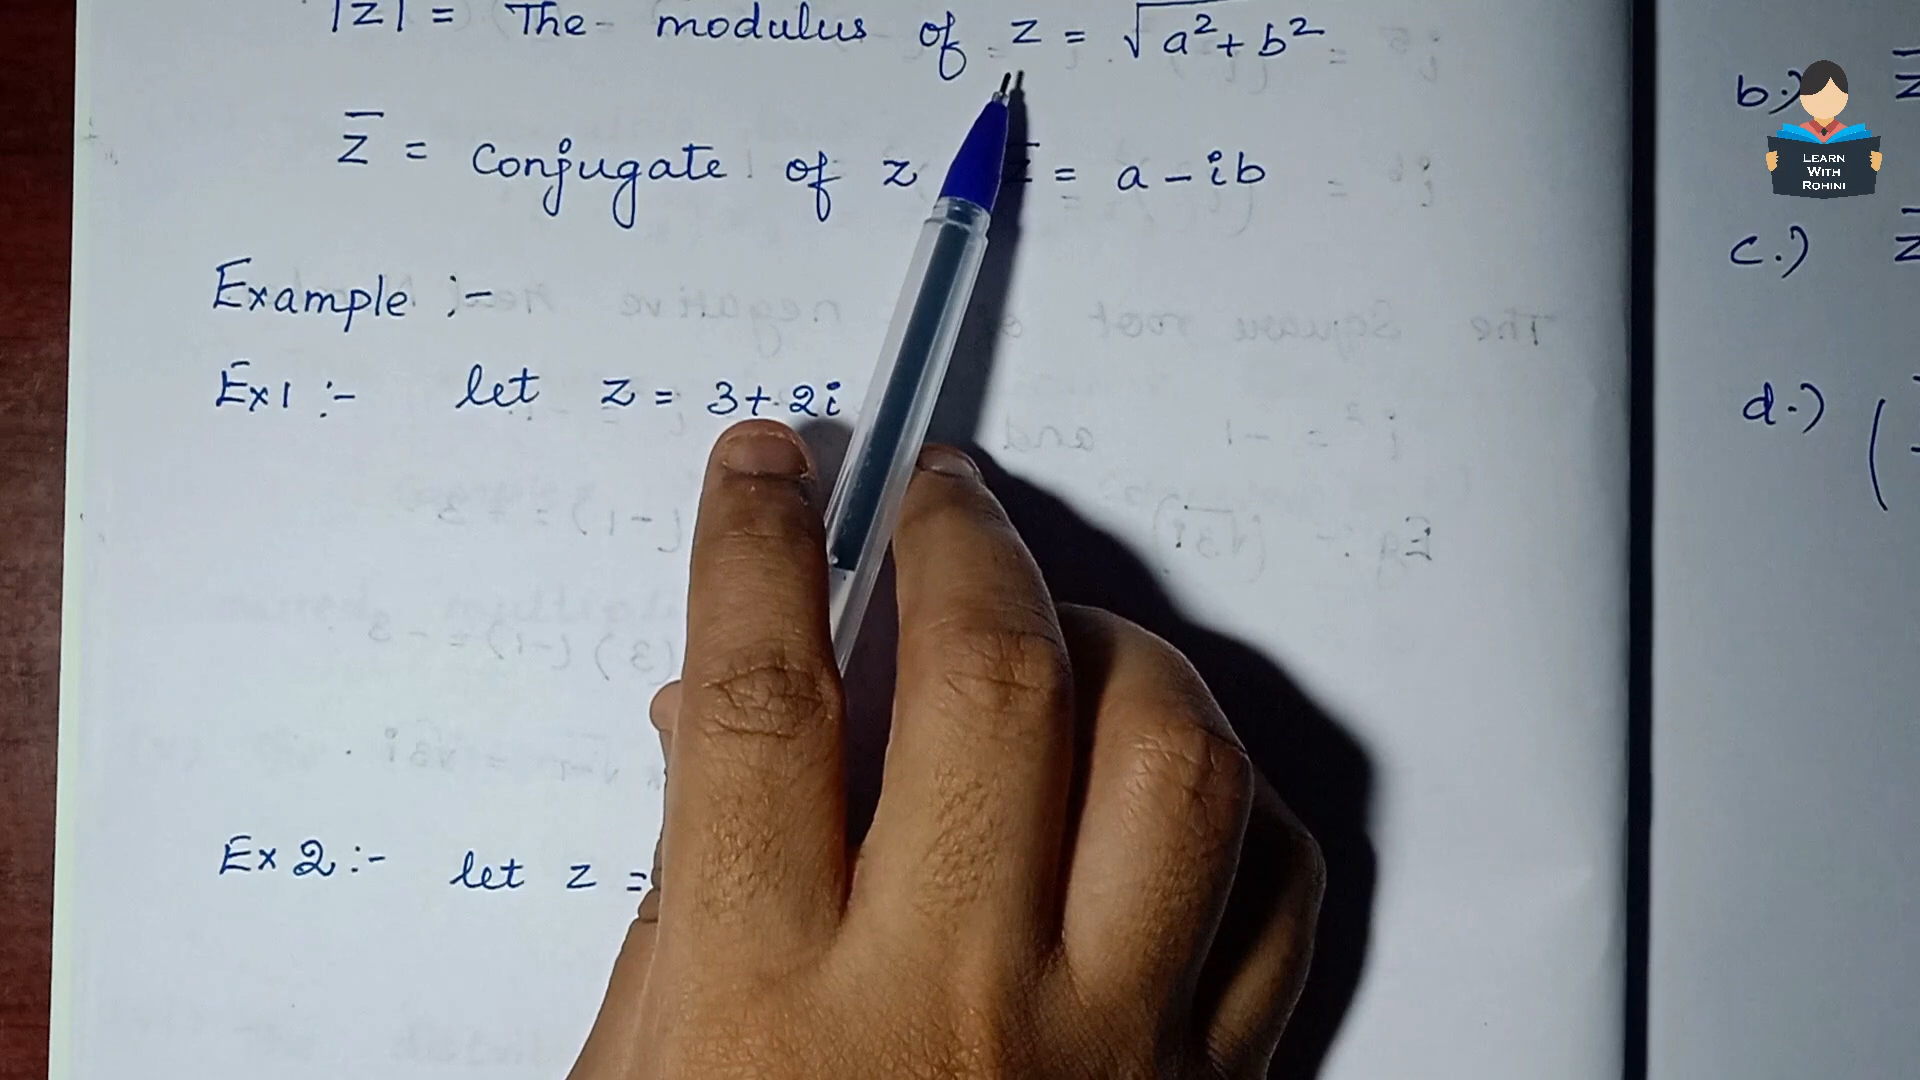 |z| = The modulus of z = √a²+b²
z̄ = Conjugate of z z̄ = a-ib
Example :-
Ex1 :- let z = 3+2i
Ex 2 :- let z =
b.) z̄
c.) z̄
d.) (
LEARN
WITH
ROHINI